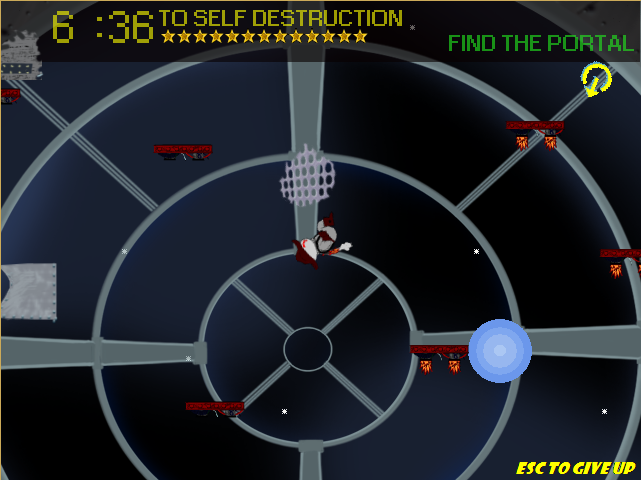 6 :36 TO SELF DESTRUCTION
FIND THE PORTAL
ESC TO GIVE UP